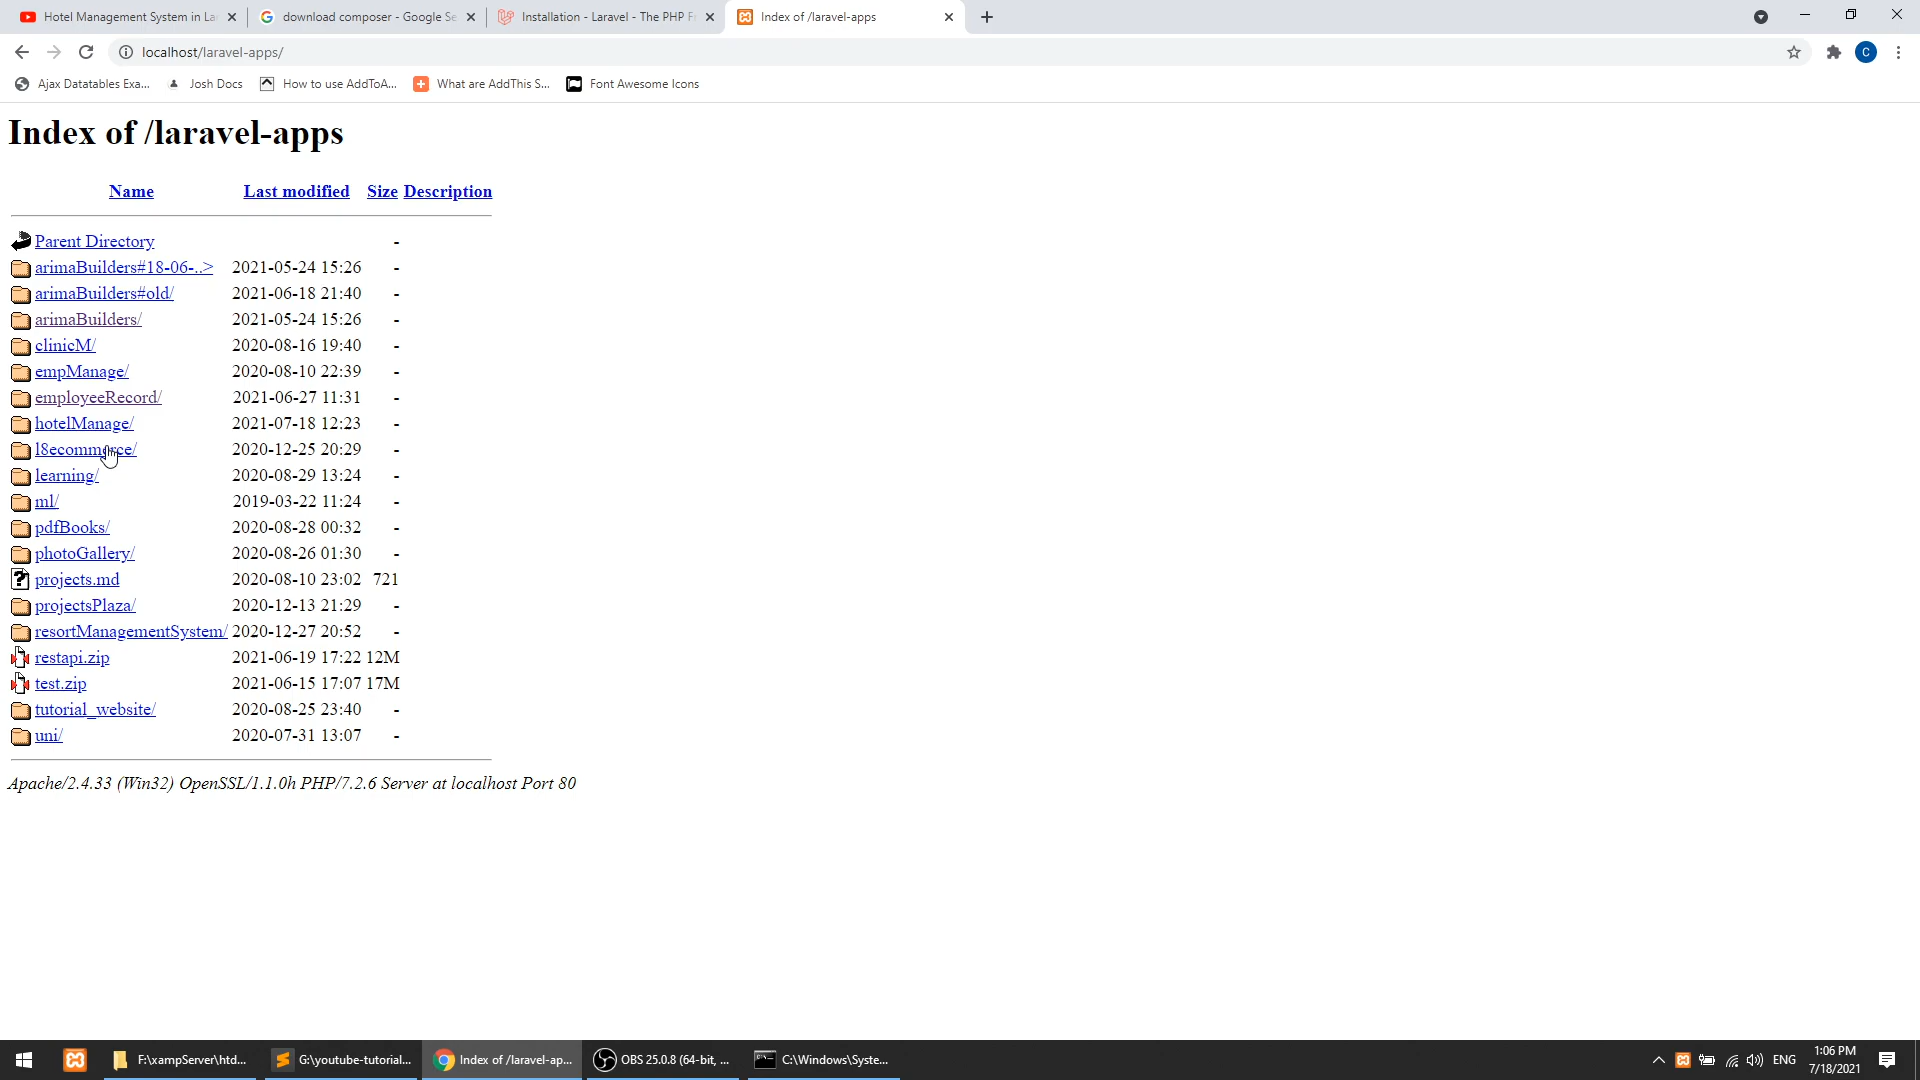 Hotel Management System in La
download composer - Google Se
Installation - Laravel - The PHP F
Index of /laravel-apps
localhost/laravel-apps/
C
Ajax Datatables Exa...
Josh Docs
How to use AddToA...
What are AddThis S...
Font Awesome Icons
Index of /laravel-apps
Name Last modified Size Description
Parent Directory -
arimaBuilders#18-06-..> 2021-05-24 15:26 -
arimaBuilders#old/ 2021-06-18 21:40 -
arimaBuilders/ 2021-05-24 15:26 -
clinicM/ 2020-08-16 19:40 -
empManage/ 2020-08-10 22:39 -
employeeRecord/ 2021-06-27 11:31 -
hotelManage/ 2021-07-18 12:23 -
l8ecommerce/ 2020-12-25 20:29 -
learning/ 2020-08-29 13:24 -
ml/ 2019-03-22 11:24 -
pdfBooks/ 2020-08-28 00:32 -
photoGallery/ 2020-08-26 01:30 -
projects.md 2020-08-10 23:02 721
projectsPlaza/ 2020-12-13 21:29 -
resortManagementSystem/ 2020-12-27 20:52 -
restapi.zip 2021-06-19 17:22 12M
test.zip 2021-06-15 17:07 17M
tutorial_website/ 2020-08-25 23:40 -
uni/ 2020-07-31 13:07 -
Apache/2.4.33 (Win32) OpenSSL/1.1.0h PHP/7.2.6 Server at localhost Port 80
F:\xampServer\htd...
G:\youtube-tutorial...
Index of /laravel-ap...
OBS 25.0.8 (64-bit, ...
C:\Windows\Syste...
ENG
1:06 PM
7/18/2021